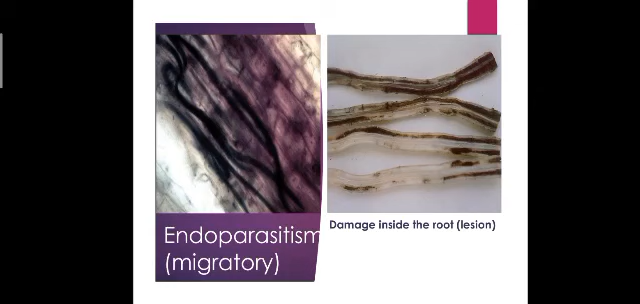 Endoparasitism
(migratory)
Damage inside the root (lesion)